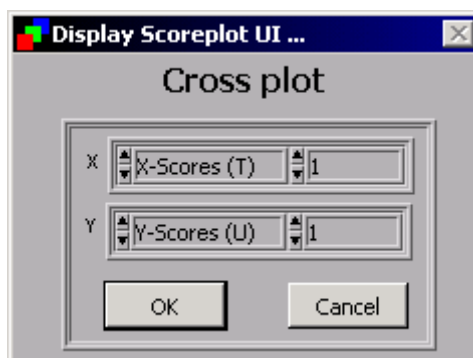 Display Scoreplot UI ...
Cross plot
X X-Scores (T) 1
Y Y-Scores (U) 1
OK Cancel